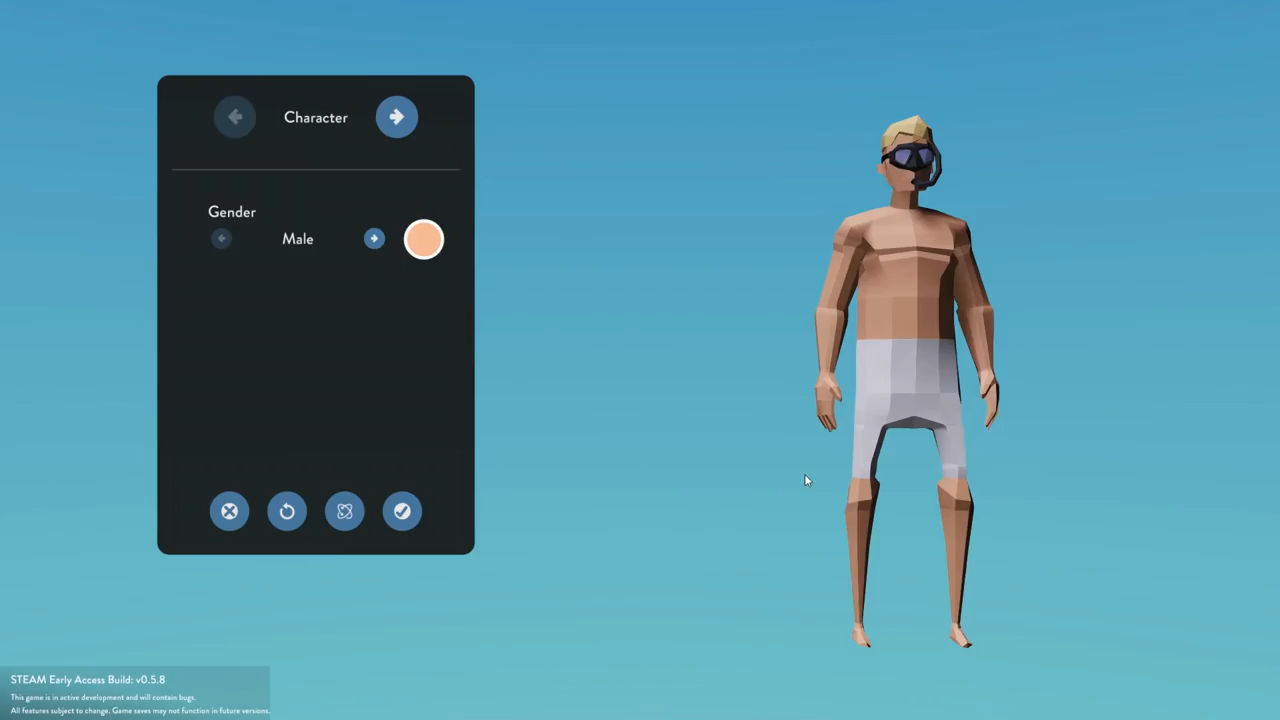 Character
Gender
Male
STEAM Early Access Build: v0.5.8
This game is in active development and will contain bugs.
All features subject to change. Game saves may not function in future versions.